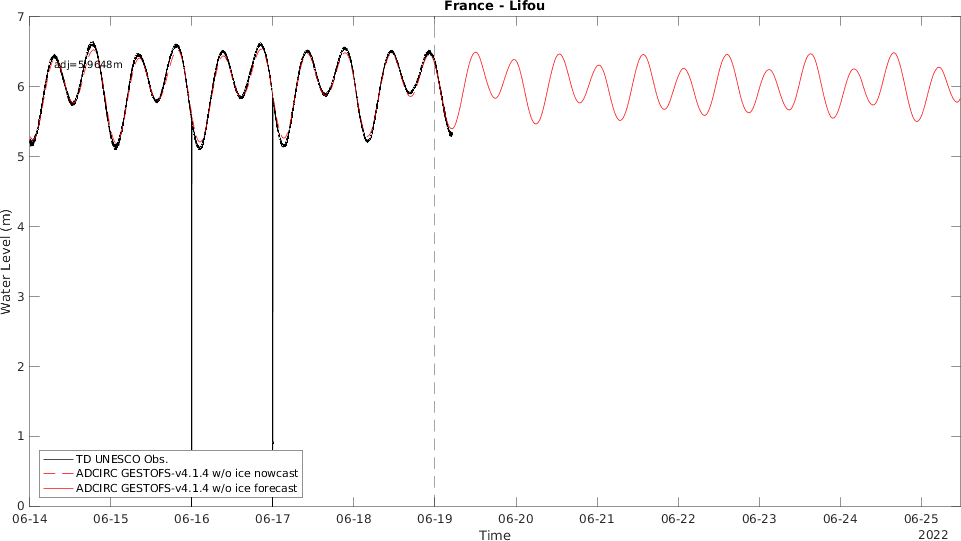 France - Lifou
7
6
5
4
3
2
1
0
Water Level (m)
adj=5.9648m
TD UNESCO Obs.
ADCIRC GESTOFS-v4.1.4 w/o ice nowcast
ADCIRC GESTOFS-v4.1.4 w/o ice forecast
06-14 06-15 06-16 06-17 06-18 06-19 06-20 06-21 06-22 06-23 06-24 06-25
Time
2022